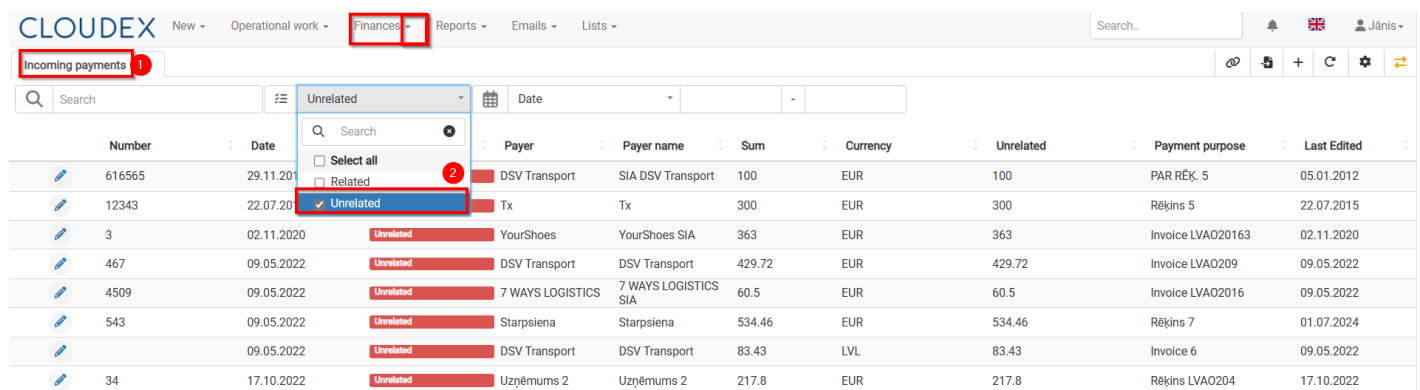 CLOUDEX New Operational work Finances Reports Emails Lists Search.. Jānis
Incoming payments 1
Search Unrelated Date -
Search
Number Date Payer Payer name Sum Currency Unrelated Payment purpose Last Edited
Select all
616565 29.11.201 DSV Transport SIA DSV Transport 100 EUR 100 PAR RĒĶ. 5 05.01.2012
Related 2
12343 22.07.201 Tx Tx 300 EUR 300 Rēķins 5 22.07.2015
Unrelated
3 02.11.2020 Unrelated YourShoes YourShoes SIA 363 EUR 363 Invoice LVAO20163 02.11.2020
467 09.05.2022 Unrelated DSV Transport DSV Transport 429.72 EUR 429.72 Invoice LVAO209 09.05.2022
4509 09.05.2022 Unrelated 7 WAYS LOGISTICS 7 WAYS LOGISTICS SIA 60.5 EUR 60.5 Invoice LVAO2016 09.05.2022
543 09.05.2022 Unrelated Starpsiena Starpsiena 534.46 EUR 534.46 Rēķins 7 01.07.2024
09.05.2022 Unrelated DSV Transport DSV Transport 83.43 LVL 83.43 Invoice 6 09.05.2022
34 17.10.2022 Unrelated Uzņēmums 2 Uzņēmums 2 217.8 EUR 217.8 Rēķins LVAO204 17.10.2022